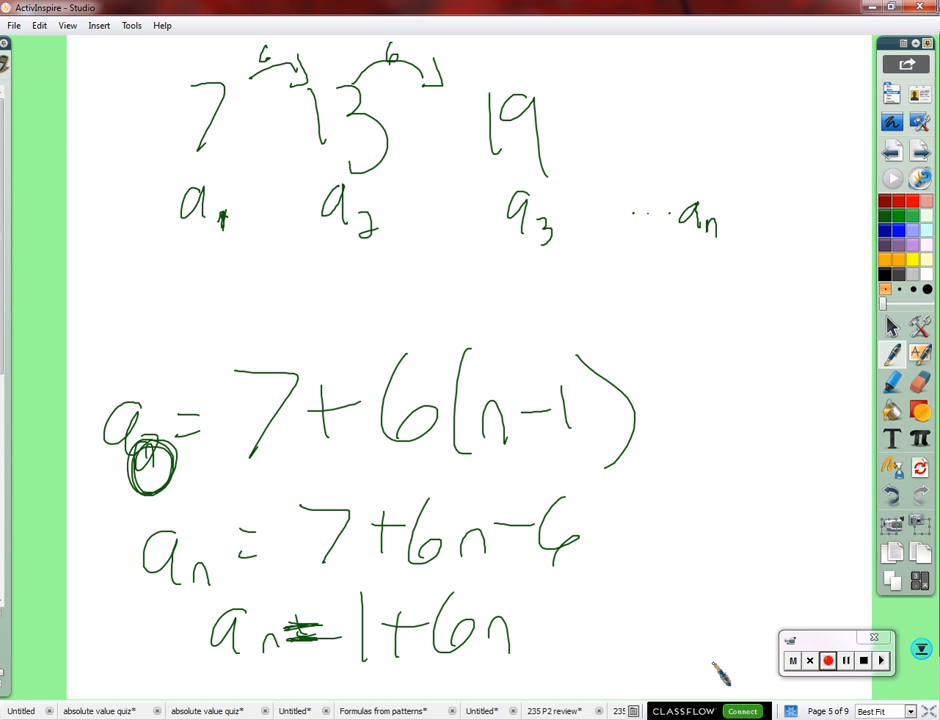 ActivInspire - Studio
File Edit View Insert Tools Help
6 6
7 13 19
a1 a2 a3 ... an
an = 7 + 6(n - 1)
an = 7 + 6n - 6
an = 1 + 6n
Untitled absolute value quiz* absolute value quiz* Untitled* Formulas from patterns* Untitled* 235 P2 review* 235 CLASSFLOW Connect Page 5 of 9 Best Fit